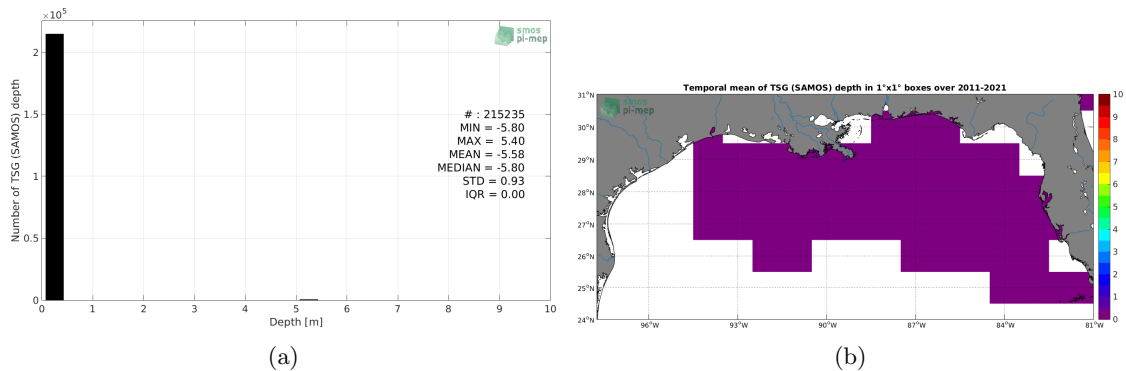 ×10⁵
2
1.5
1
0.5
0
Number of TSG (SAMOS) depth
smos
pi-mep
# : 215235
MIN = -5.80
MAX = 5.40
MEAN = -5.58
MEDIAN = -5.80
STD = 0.93
IQR = 0.00
0 1 2 3 4 5 6 7 8 9 10
Depth [m]
(a)
Temporal mean of TSG (SAMOS) depth in 1°x1° boxes over 2011-2021
smos
pi-mep
31°N
30°N
29°N
28°N
27°N
26°N
25°N
24°N
96°W 93°W 90°W 87°W 84°W 81°W
10
9
8
7
6
5
4
3
2
1
0
(b)